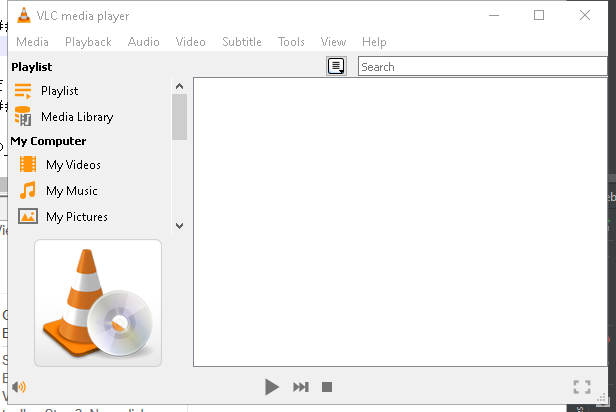 VLC media player
Media Playback Audio Video Subtitle Tools View Help
Playlist
Search
Playlist
Media Library
My Computer
My Videos
My Music
My Pictures